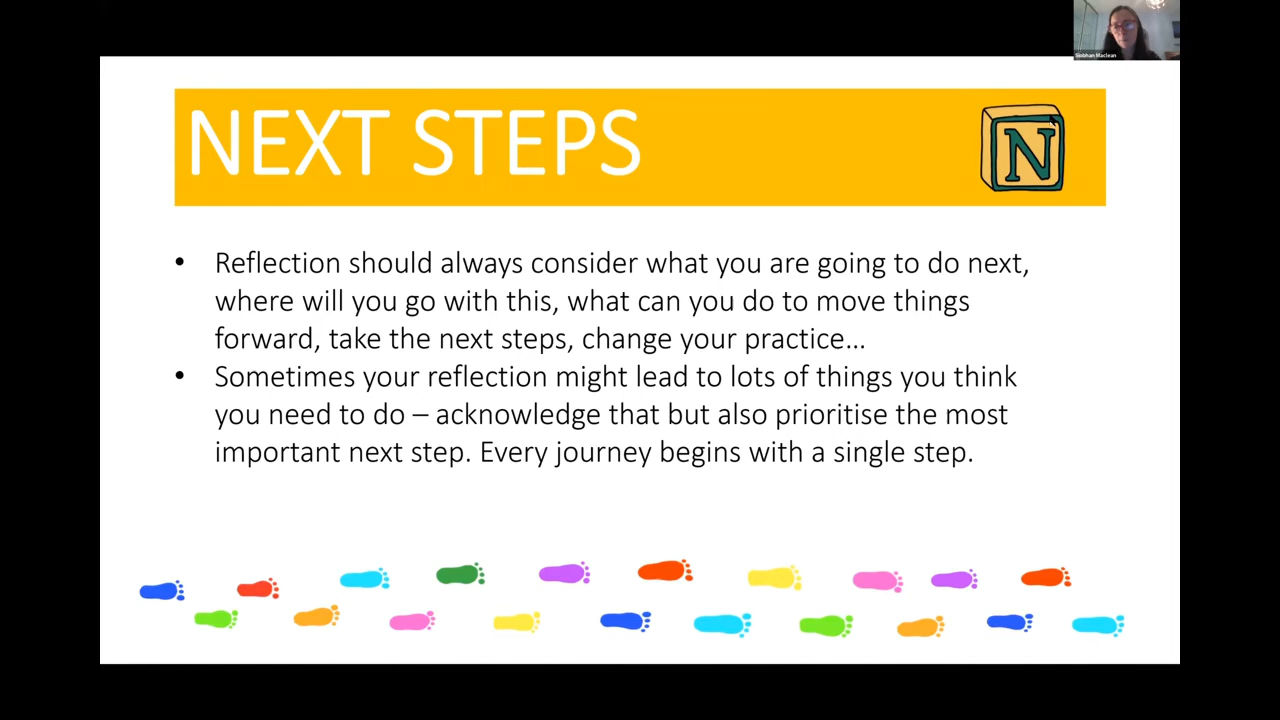 Siobhan Maclean
NEXT STEPS
N
• Reflection should always consider what you are going to do next,
where will you go with this, what can you do to move things
forward, take the next steps, change your practice…
• Sometimes your reflection might lead to lots of things you think
you need to do – acknowledge that but also prioritise the most
important next step. Every journey begins with a single step.